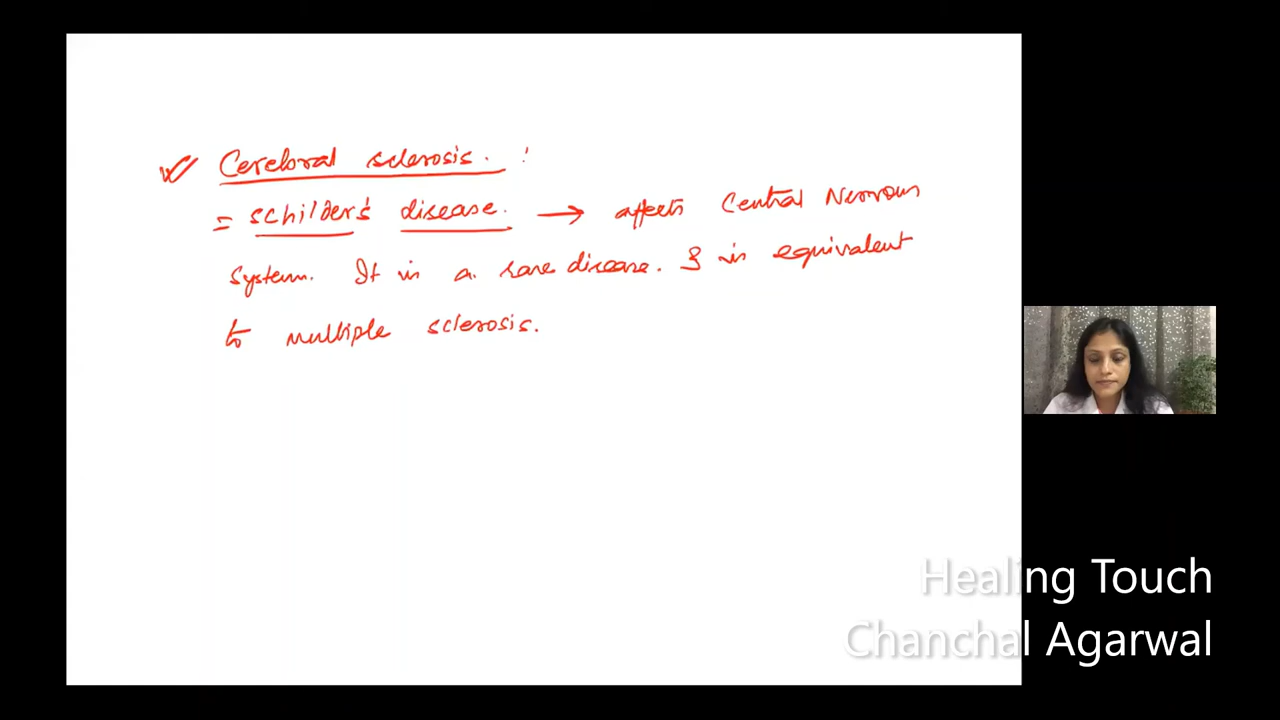 Cerebral sclerosis. :
= schilder's disease. → affects Central Nervous
system. It is a rare disease. & is equivalent
to multiple sclerosis.
Healing Touch
Chanchal Agarwal